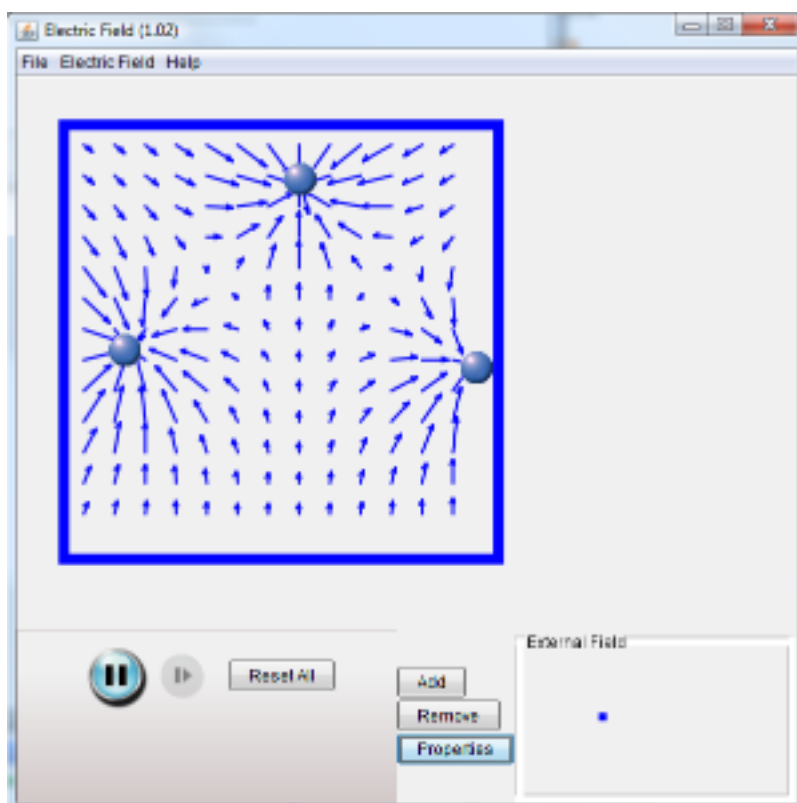 Electric Field (1.02)
File Electric Field Help
External Field
Reset All
Add
Remove
Properties